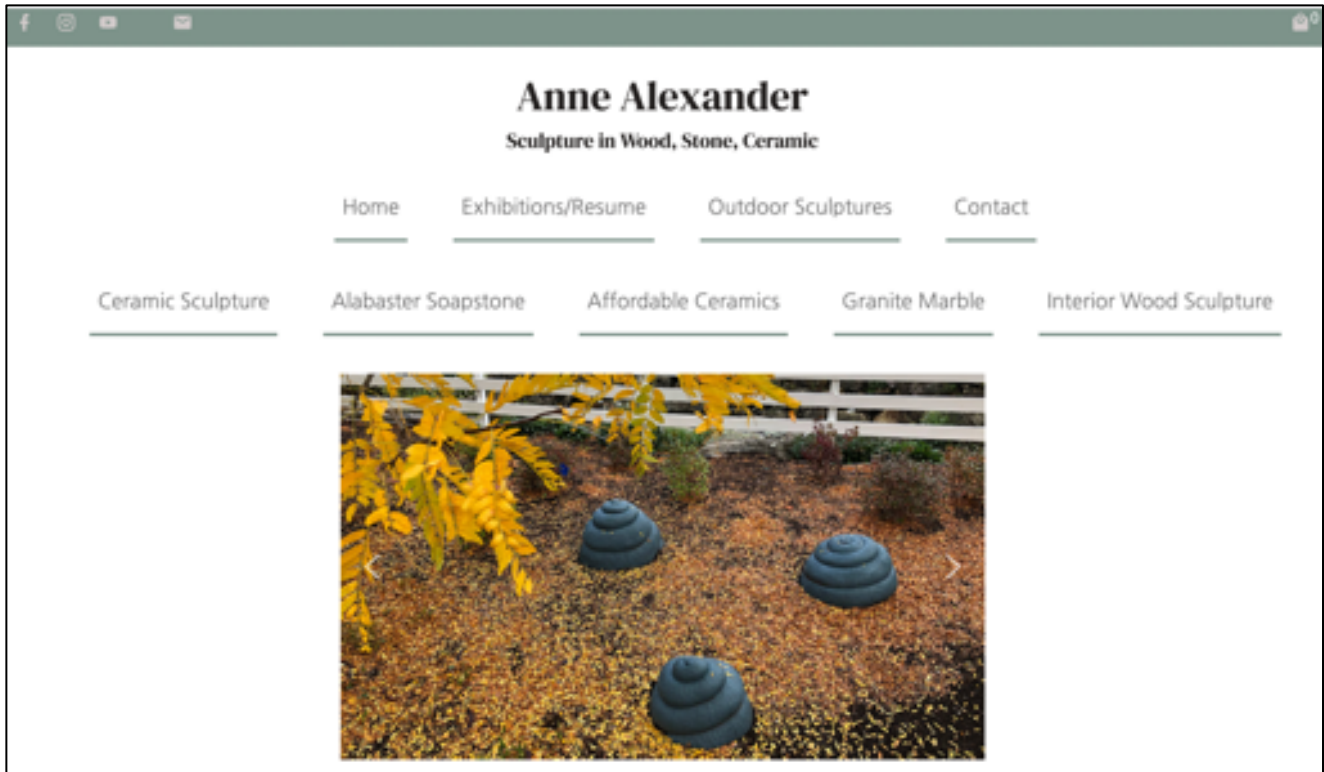 0
Anne Alexander
Sculpture in Wood, Stone, Ceramic
Home Exhibitions/Resume Outdoor Sculptures Contact
Ceramic Sculpture Alabaster Soapstone Affordable Ceramics Granite Marble Interior Wood Sculpture